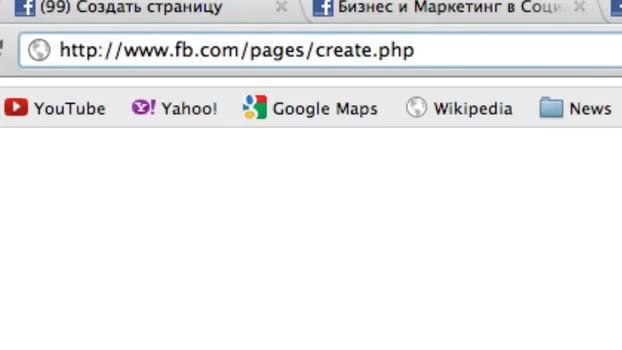 (99) Создать страницу
Бизнес и Маркетинг в Соци
http://www.fb.com/pages/create.php
YouTube Yahoo! Google Maps Wikipedia News